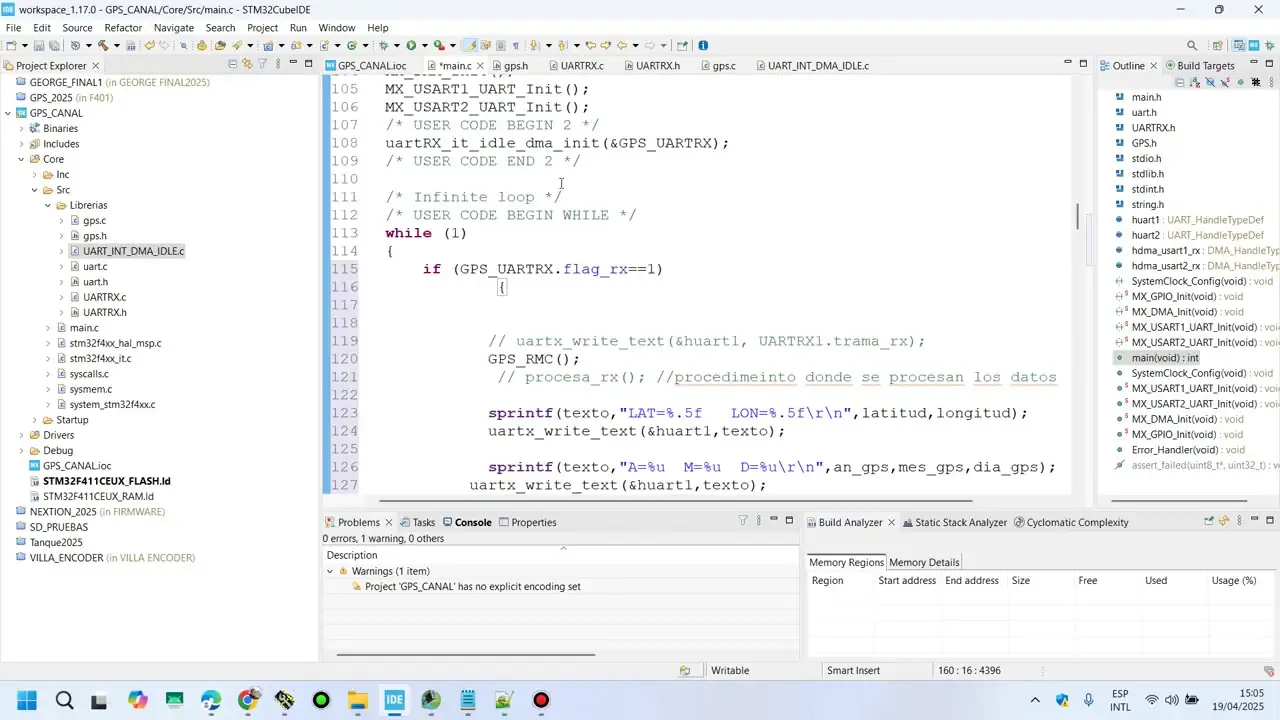 workspace_1.17.0 - GPS_CANAL/Core/Src/main.c - STM32CubeIDE
File Edit Source Refactor Navigate Search Project Run Window Help
Project Explorer
GEORGE_FINAL1 (in GEORGE FINAL2025)
GPS_2025 (in F401)
GPS_CANAL
Binaries
Includes
Core
Inc
Src
Librerias
gps.c
gps.h
UART_INT_DMA_IDLE.c
uart.c
uart.h
UARTRX.c
UARTRX.h
main.c
stm32f4xx_hal_msp.c
stm32f4xx_it.c
syscalls.c
sysmem.c
system_stm32f4xx.c
Startup
Drivers
Debug
GPS_CANAL.ioc
STM32F411CEUX_FLASH.ld
STM32F411CEUX_RAM.ld
NEXTION_2025 (in FIRMWARE)
SD_PRUEBAS
Tanque2025
VILLA_ENCODER (in VILLA ENCODER)
GPS_CANAL.ioc *main.c gps.h UARTRX.c UARTRX.h gps.c UART_INT_DMA_IDLE.c
105 MX_USART1_UART_Init();
106 MX_USART2_UART_Init();
107 /* USER CODE BEGIN 2 */
108 uartRX_it_idle_dma_init(&GPS_UARTRX);
109 /* USER CODE END 2 */
110
111 /* Infinite loop */
112 /* USER CODE BEGIN WHILE */
113 while (1)
114 {
115 if (GPS_UARTRX.flag_rx==1)
116 {
117
118
119 // uartx_write_text(&huart1, UARTRX1.trama_rx);
120 GPS_RMC();
121 // procesa_rx(); //procedimeinto donde se procesan los datos
122
123 sprintf(texto,"LAT=%.5f LON=%.5f\r\n",latitud,longitud);
124 uartx_write_text(&huart1,texto);
125
126 sprintf(texto,"A=%u M=%u D=%u\r\n",an_gps,mes_gps,dia_gps);
127 uartx_write_text(&huart1,texto);
Outline Build Targets
main.h
uart.h
UARTRX.h
GPS.h
stdio.h
stdlib.h
stdint.h
string.h
huart1 : UART_HandleTypeDef
huart2 : UART_HandleTypeDef
hdma_usart1_rx : DMA_HandleType
hdma_usart2_rx : DMA_HandleType
SystemClock_Config(void) : void
MX_GPIO_Init(void) : void
MX_DMA_Init(void) : void
MX_USART1_UART_Init(void) : voi
MX_USART2_UART_Init(void) : voi
main(void) : int
SystemClock_Config(void) : void
MX_USART1_UART_Init(void) : voi
MX_USART2_UART_Init(void) : voi
MX_DMA_Init(void) : void
MX_GPIO_Init(void) : void
Error_Handler(void) : void
assert_failed(uint8_t*, uint32_t) : v
Problems Tasks Console Properties
0 errors, 1 warning, 0 others
Description
Warnings (1 item)
Project 'GPS_CANAL' has no explicit encoding set
Build Analyzer Static Stack Analyzer Cyclomatic Complexity
Memory Regions Memory Details
Region Start address End address Size Free Used Usage (%)
Writable Smart Insert 160 : 16 : 4396
ESP
INTL
15:05
19/04/2025